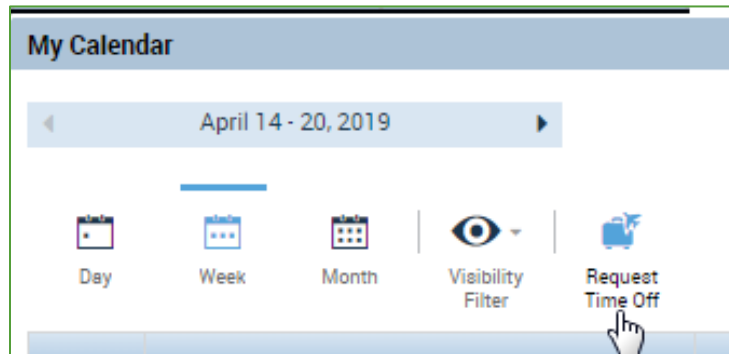 My Calendar
April 14 - 20, 2019
Day
Week
Month
Visibility
Filter
Request
Time Off